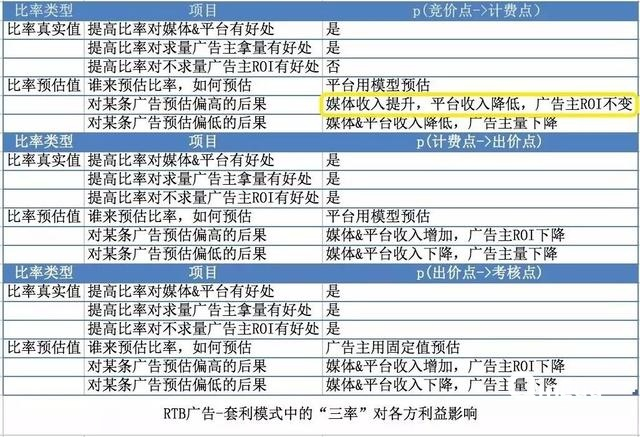 比率类型 项目 p(竞价点->计费点)
比率真实值 提高比率对媒体&平台有好处 是
提高比率对求量广告主拿量有好处 是
提高比率对不求量广告主ROI有好处 否
比率预估值 谁来预估比率，如何预估 平台用模型预估
对某条广告预估偏高的后果 媒体收入提升，平台收入降低，广告主ROI不变
对某条广告预估偏低的后果 媒体&平台收入降低，广告主量下降
比率类型 项目 p(计费点->出价点)
比率真实值 提高比率对媒体&平台有好处 是
提高比率对求量广告主拿量有好处 是
提高比率对不求量广告主ROI有好处 是
比率预估值 谁来预估比率，如何预估 平台用模型预估
对某条广告预估偏高的后果 媒体&平台收入增加，广告主ROI下降
对某条广告预估偏低的后果 媒体&平台收入下降，广告主量下降
比率类型 项目 p(出价点->考核点)
比率真实值 提高比率对媒体&平台有好处 是
提高比率对求量广告主拿量有好处 是
提高比率对不求量广告主ROI有好处 是
比率预估值 谁来预估比率，如何预估 广告主用固定值预估
对某条广告预估偏高的后果 媒体&平台收入增加，广告主ROI下降
对某条广告预估偏低的后果 媒体&平台收入下降，广告主量下降
RTB广告-套利模式中的“三率”对各方利益影响